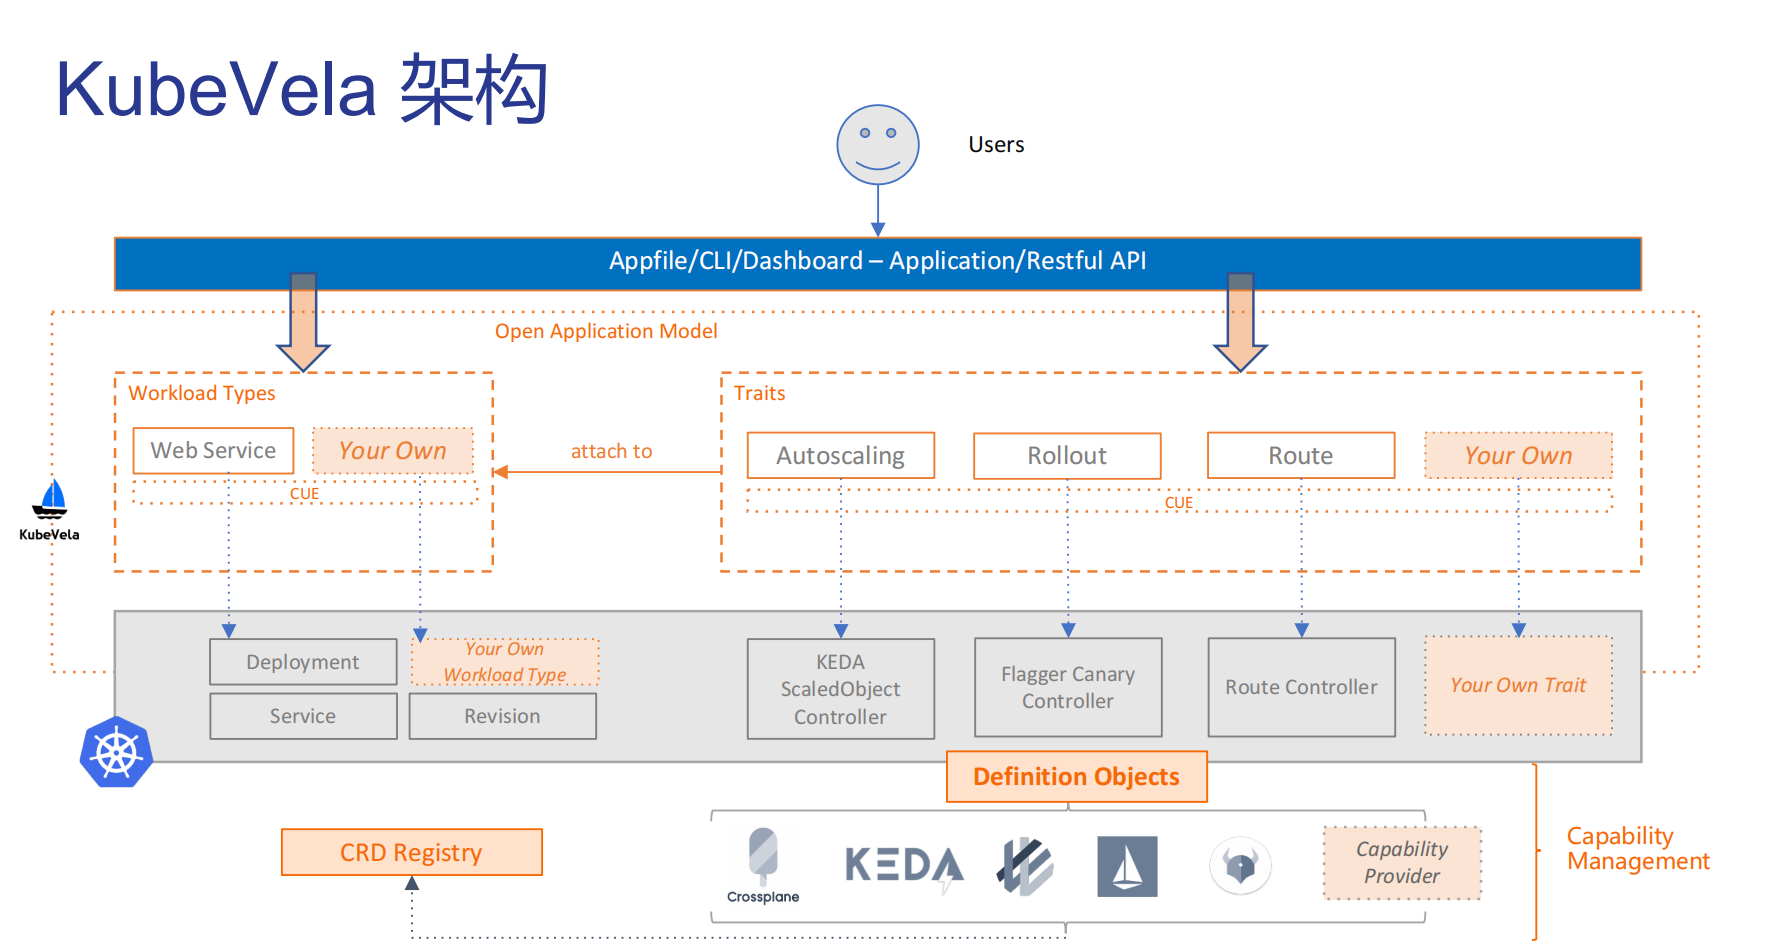 KubeVela 架构
Users
Appfile/CLI/Dashboard – Application/Restful API
Open Application Model
Workload Types
Web Service
Your Own
CUE
attach to
Traits
Autoscaling
Rollout
Route
Your Own
CUE
KubeVela
Deployment
Your Own
Workload Type
Service
Revision
KEDA
ScaledObject
Controller
Flagger Canary
Controller
Route Controller
Your Own Trait
Definition Objects
CRD Registry
Crossplane
KEDA
Capability
Provider
Capability
Management